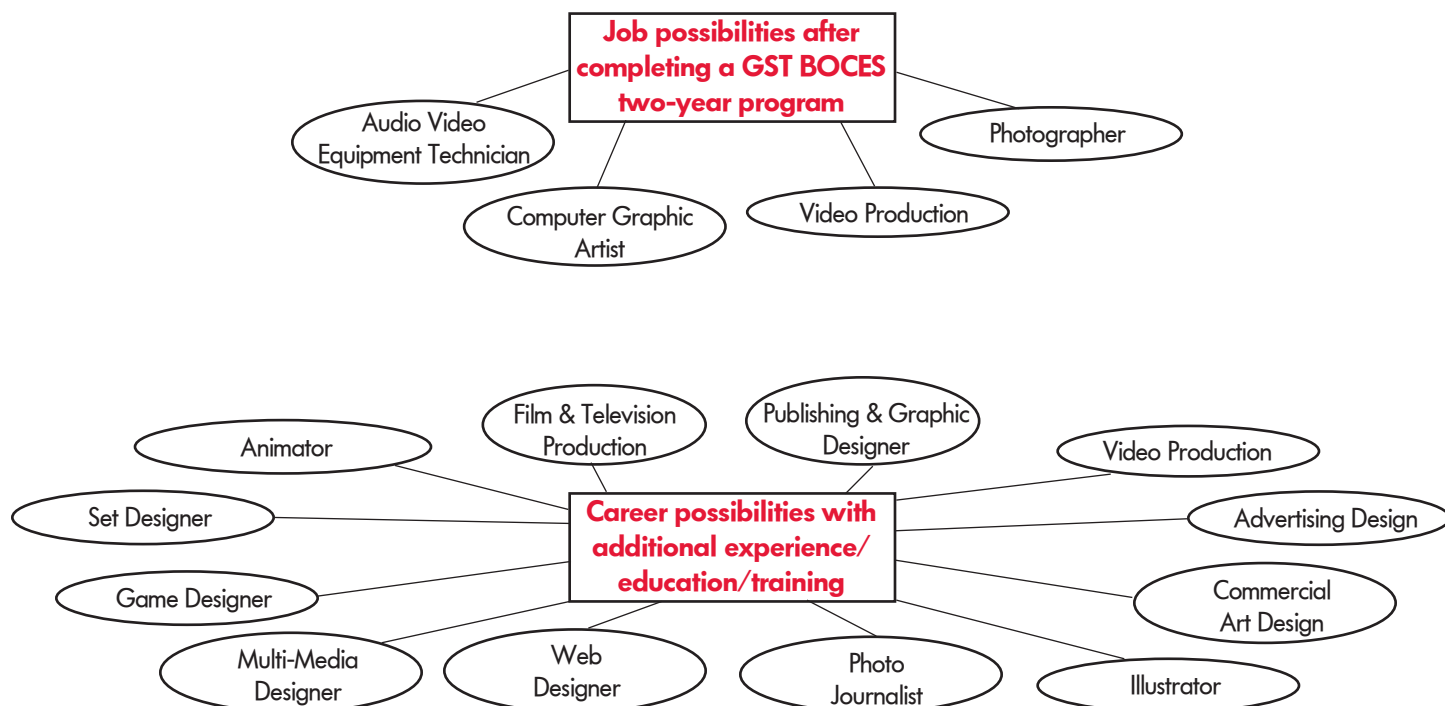 Job possibilities after
completing a GST BOCES
two-year program
Audio Video
Equipment Technician
Computer Graphic
Artist
Video Production
Photographer
Film & Television
Production
Publishing & Graphic
Designer
Animator
Video Production
Set Designer
Career possibilities with
additional experience/
education/training
Advertising Design
Game Designer
Commercial
Art Design
Multi-Media
Designer
Web
Designer
Photo
Journalist
Illustrator